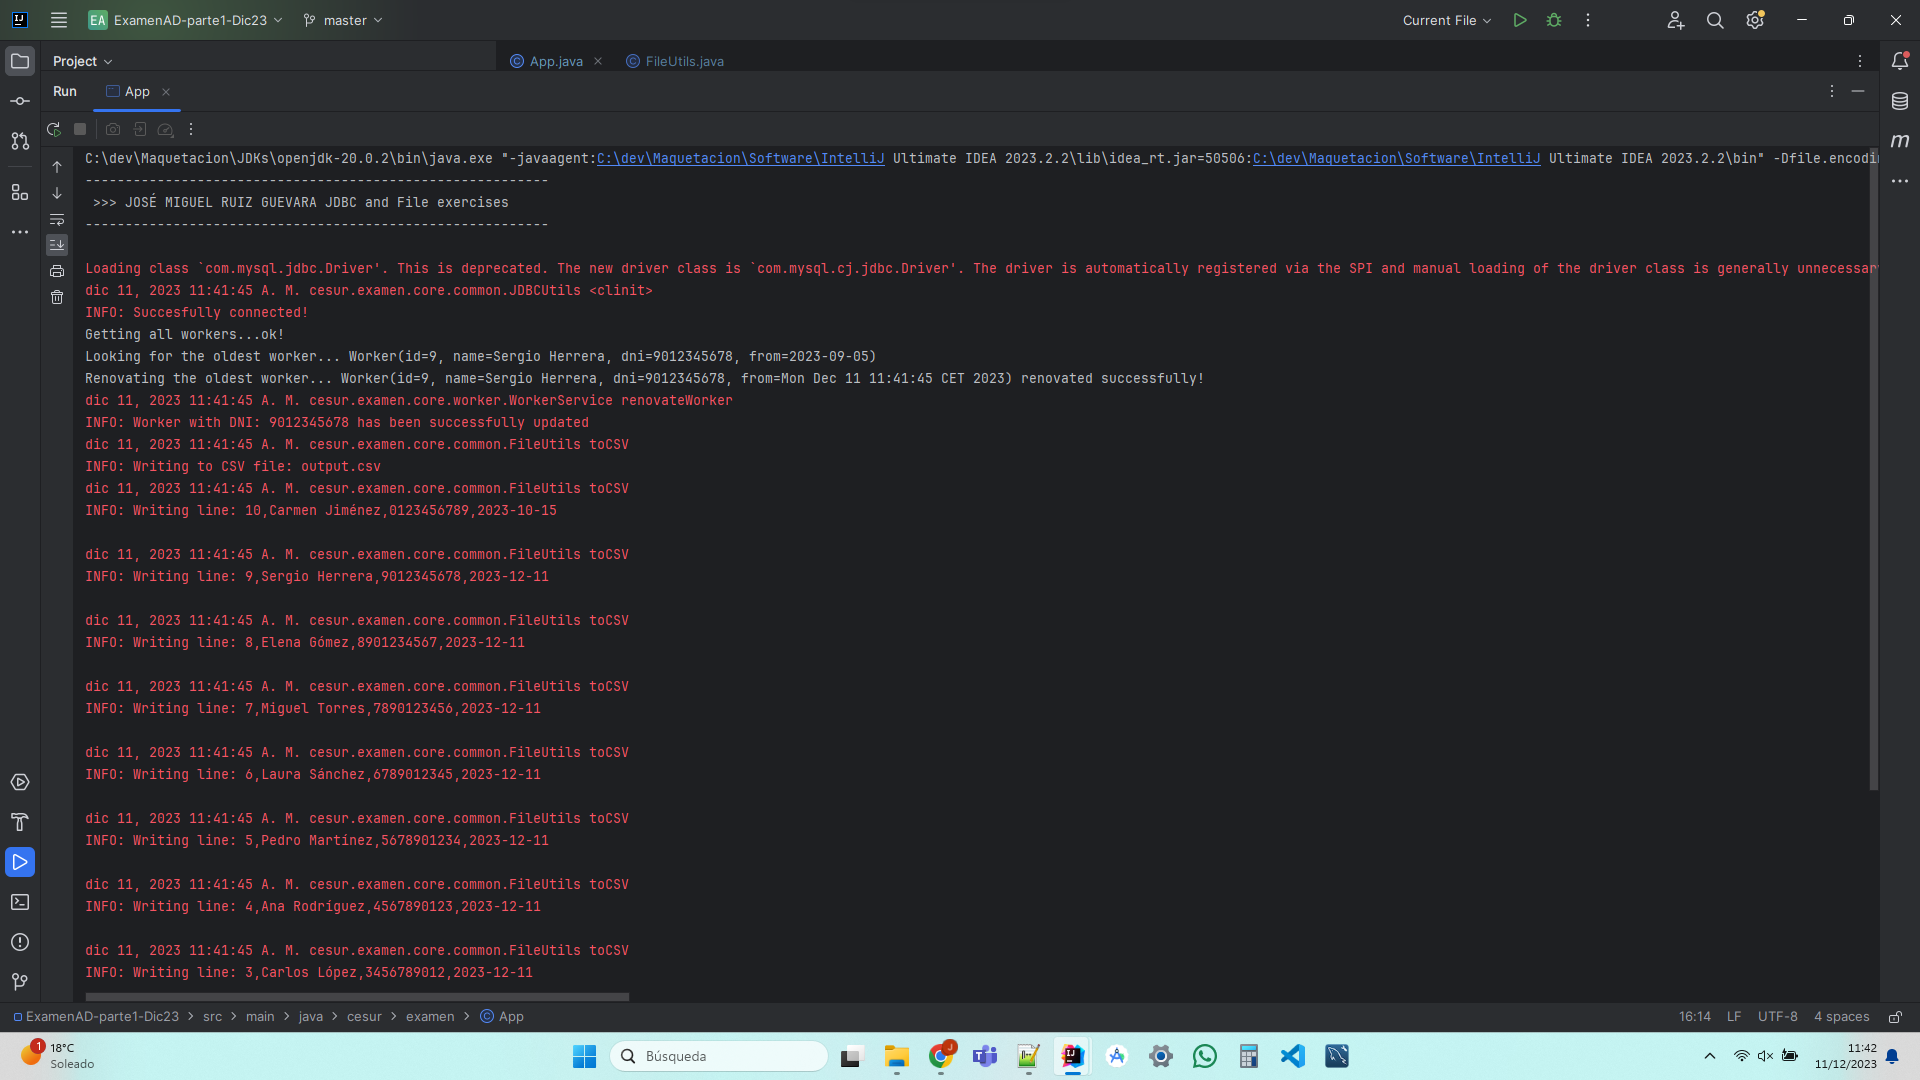 EA ExamenAD-parte1-Dic23 master Current File
Project App.java FileUtils.java
Run App
C:\dev\Maquetacion\JDKs\openjdk-20.0.2\bin\java.exe "-javaagent:C:\dev\Maquetacion\Software\IntelliJ Ultimate IDEA 2023.2.2\lib\idea_rt.jar=50506:C:\dev\Maquetacion\Software\IntelliJ Ultimate IDEA 2023.2.2\bin" -Dfile.encodi
----------------------------------------------------------
>>> JOSÉ MIGUEL RUIZ GUEVARA JDBC and File exercises
----------------------------------------------------------
Loading class `com.mysql.jdbc.Driver'. This is deprecated. The new driver class is `com.mysql.cj.jdbc.Driver'. The driver is automatically registered via the SPI and manual loading of the driver class is generally unnecessar
dic 11, 2023 11:41:45 A. M. cesur.examen.core.common.JDBCUtils <clinit>
INFO: Succesfully connected!
Getting all workers...ok!
Looking for the oldest worker... Worker(id=9, name=Sergio Herrera, dni=9012345678, from=2023-09-05)
Renovating the oldest worker... Worker(id=9, name=Sergio Herrera, dni=9012345678, from=Mon Dec 11 11:41:45 CET 2023) renovated successfully!
dic 11, 2023 11:41:45 A. M. cesur.examen.core.worker.WorkerService renovateWorker
INFO: Worker with DNI: 9012345678 has been successfully updated
dic 11, 2023 11:41:45 A. M. cesur.examen.core.common.FileUtils toCSV
INFO: Writing to CSV file: output.csv
dic 11, 2023 11:41:45 A. M. cesur.examen.core.common.FileUtils toCSV
INFO: Writing line: 10,Carmen Jiménez,0123456789,2023-10-15
dic 11, 2023 11:41:45 A. M. cesur.examen.core.common.FileUtils toCSV
INFO: Writing line: 9,Sergio Herrera,9012345678,2023-12-11
dic 11, 2023 11:41:45 A. M. cesur.examen.core.common.FileUtils toCSV
INFO: Writing line: 8,Elena Gómez,8901234567,2023-12-11
dic 11, 2023 11:41:45 A. M. cesur.examen.core.common.FileUtils toCSV
INFO: Writing line: 7,Miguel Torres,7890123456,2023-12-11
dic 11, 2023 11:41:45 A. M. cesur.examen.core.common.FileUtils toCSV
INFO: Writing line: 6,Laura Sánchez,6789012345,2023-12-11
dic 11, 2023 11:41:45 A. M. cesur.examen.core.common.FileUtils toCSV
INFO: Writing line: 5,Pedro Martínez,5678901234,2023-12-11
dic 11, 2023 11:41:45 A. M. cesur.examen.core.common.FileUtils toCSV
INFO: Writing line: 4,Ana Rodríguez,4567890123,2023-12-11
dic 11, 2023 11:41:45 A. M. cesur.examen.core.common.FileUtils toCSV
INFO: Writing line: 3,Carlos López,3456789012,2023-12-11
ExamenAD-parte1-Dic23 > src > main > java > cesur > examen > App 16:14 LF UTF-8 4 spaces
1 18°C
Soleado
Búsqueda
11:42
11/12/2023